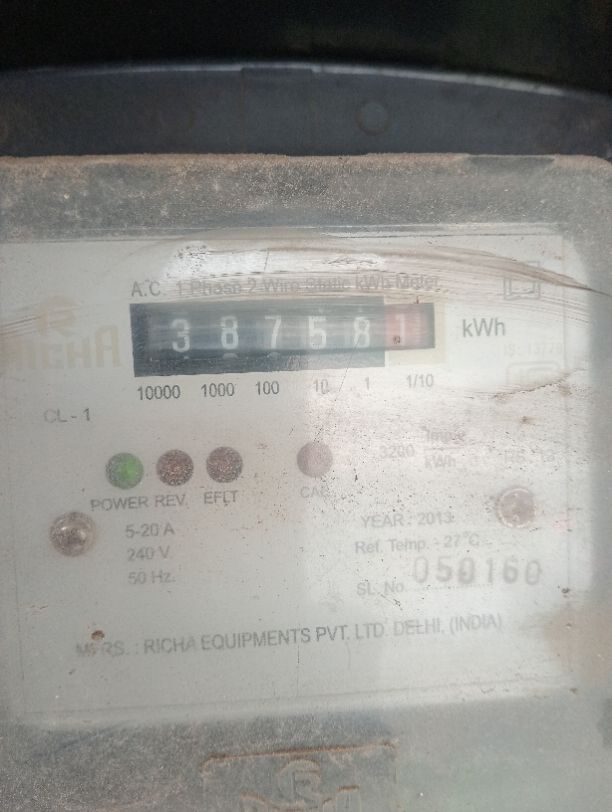 A.C. 1 Phase 2 Wire Static kWh Meter
RICHA
3 8 7 5 8 1 kWh
10000 1000 100 10 1 1/10
CL - 1
3200 Imp/kWh
POWER REV. EFLT CAL
5-20 A
240 V.
50 Hz.
YEAR : 2013
Ref. Temp. - 27°C
SL. No. 050160
MFRS. : RICHA EQUIPMENTS PVT. LTD. DELHI, (INDIA)